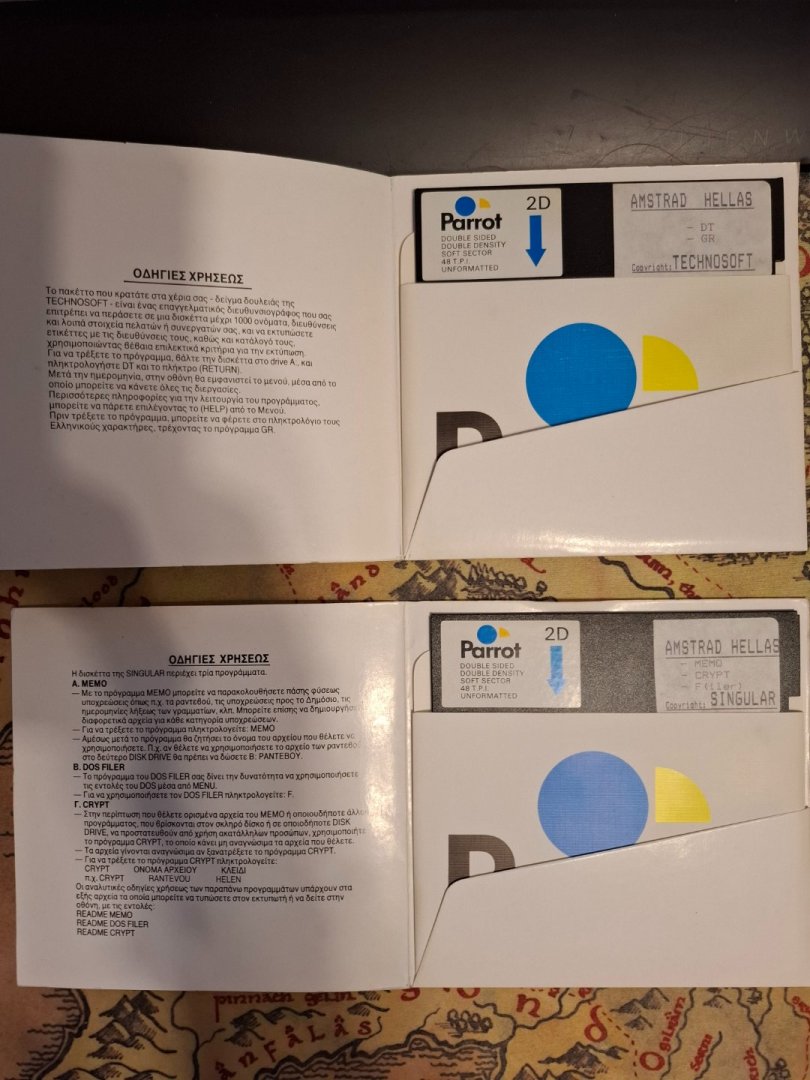 ΟΔΗΓΙΕΣ ΧΡΗΣΕΩΣ
Το πακέττο που κρατάτε στα χέρια σας - δείγμα δουλειάς της
TECHNOSOFT - είναι ένας επαγγελματικός διευθυνσιογράφος που σας
επιτρέπει να περάσετε σε μια δισκέττα μέχρι 1000 ονόματα, διευθύνσεις
και λοιπά στοιχεία πελατών ή συνεργατών σας, και να εκτυπώσετε
ετικέττες με τις διευθύνσεις τους, καθώς και κατάλογό τους,
χρησιμοποιώντας βέβαια επιλεκτικά κριτήρια για την εκτύπωση.
Για να τρέξετε το πρόγραμμα, βάλτε την δισκέττα στο drive A., και
πληκτρολογήστε DT και το πλήκτρο (RETURN).
Μετά την ημερομηνία, στην οθόνη θα εμφανιστεί το μενού, μέσα από το
οποίο μπορείτε να κάνετε όλες τις διεργασίες.
Περισσότερες πληροφορίες για την λειτουργία του προγράμματος,
μπορείτε να πάρετε επιλέγοντας το (HELP) από το Μενού.
Πριν τρέξετε το πρόγραμμα, μπορείτε να φέρετε στο πληκτρολόγιο τους
Ελληνικούς χαρακτήρες, τρέχοντας το πρόγραμμα GR.
Parrot 2D
DOUBLE SIDED
DOUBLE DENSITY
SOFT SECTOR
48 T.P.I.
UNFORMATTED
AMSTRAD HELLAS
- DT
- GR
Copyright: TECHNOSOFT
ΟΔΗΓΙΕΣ ΧΡΗΣΕΩΣ
Η δισκέττα της SINGULAR περιέχει τρία προγράμματα.
Α. MEMO
— Με το πρόγραμμα MEMO μπορείτε να παρακολουθήσετε πάσης φύσεως
υποχρεώσεις όπως π.χ. τα ραντεβού, τις υποχρεώσεις προς το Δημόσιο, τις
ημερομηνίες λήξεως των γραμματίων, κλπ. Μπορείτε επίσης να δημιουργήσε
διαφορετικά αρχεία για κάθε κατηγορία υποχρεώσεων.
— Για να τρέξετε το πρόγραμμα πληκτρολογείτε: MEMO
— Αμέσως μετά το πρόγραμμα θα ζητήσει το όνομα του αρχείου που θέλετε να
χρησιμοποιήσετε. Π.χ. αν θέλετε να χρησιμοποιήσετε το αρχείων των ραντεβο
στο δεύτερο DISK DRIVE θα πρέπει να δώσετε B: PANTEBOY.
Β. DOS FILER
— Το πρόγραμμα του DOS FILER σας δίνει την δυνατότητα να χρησιμοποιήσετε
τις εντολές του DOS μέσα από MENU.
— Για να χρησιμοποιήσετε τον DOS FILER πληκτρολογείτε: F.
Γ. CRYPT
— Στην περίπτωση που θέλετε ορισμένα αρχεία του MEMO ή οποιουδήποτε άλλο
προγράμματος, που βρίσκονται στον σκληρό δίσκο ή σε οποιοδήποτε DISK
DRIVE, να προστατευθούν από χρήση ακατάλληλων προσώπων, χρησιμοποιήτε
το πρόγραμμα CRYPT, το οποίο κάνει μη αναγνώσιμα τα αρχεία που θέλετε.
— Τα αρχεία γίνονται αναγνώσιμα αν ξανατρέξετε το πρόγραμμα CRYPT.
— Για να τρέξετε το πρόγραμμα CRYPT πληκτρολογείτε:
CRYPT ΟΝΟΜΑ ΑΡΧΕΙΟΥ ΚΛΕΙΔΙ
π.χ. CRYPT RANTEVOU HELEN
Οι αναλυτικές οδηγίες χρήσεως των παραπάνω προγραμμάτων υπάρχουν στα
εξής αρχεία τα οποία μπορείτε να τυπώσετε στον εκτυπωτή ή να δείτε στην
οθόνη, με τις εντολές:
README MEMO
README DOS FILER
README CRYPT
Parrot 2D
DOUBLE SIDED
DOUBLE DENSITY
SOFT SECTOR
48 T.P.I.
UNFORMATTED
AMSTRAD HELLAS
- MEMO
- CRYPT
- F(iler)
Copyright: SINGULAR
pinnath gelin
ANFALAS